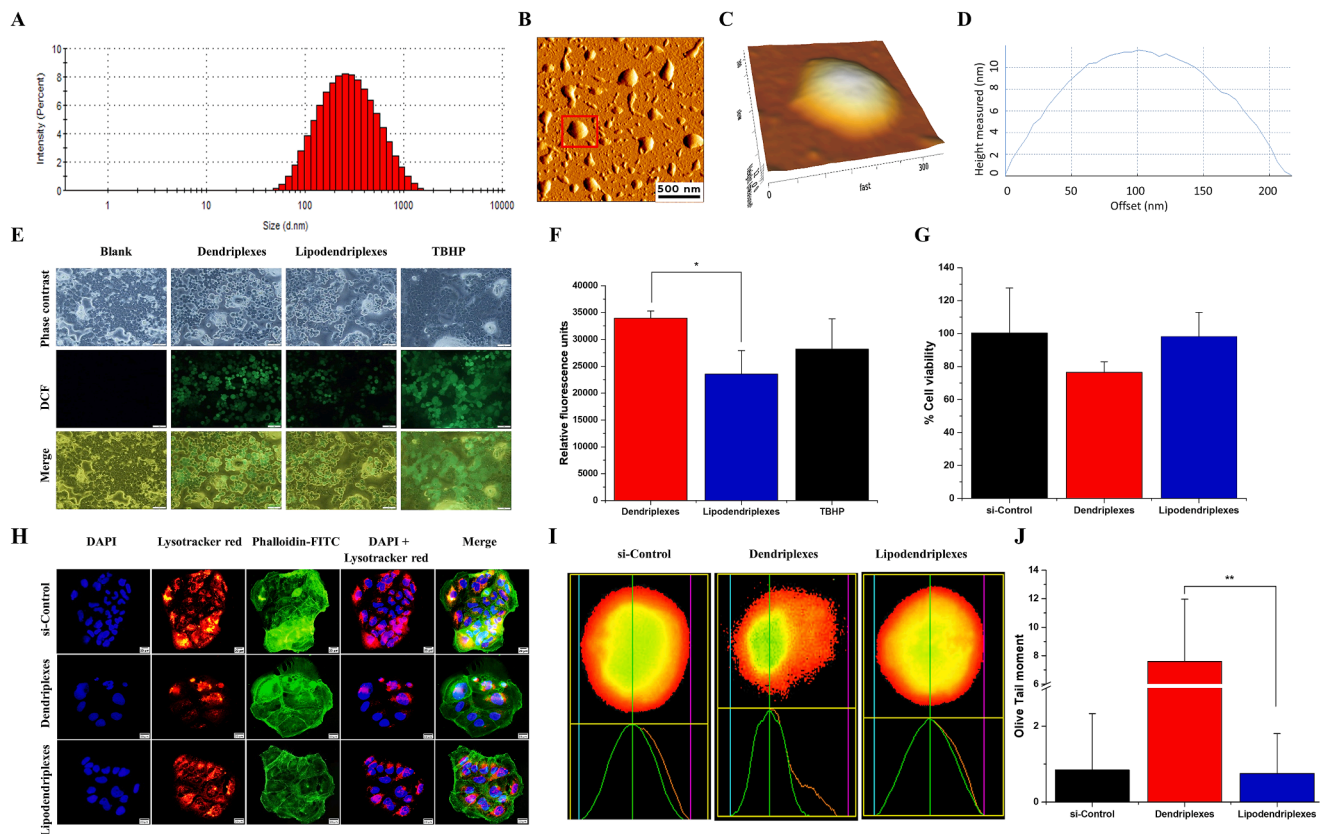 A
B
C
D
Intensity (Percent)
10
8
6
4
2
0
1
10
100
1000
10000
Size (d.nm)
500 nm
0
fast
300
Height measured (nm)
10
8
6
4
2
0
0
50
100
150
200
Offset (nm)
E
F
G
Blank
Dendriplexes
Lipodendriplexes
TBHP
Phase contrast
DCF
Merge
*
Relative fluorescence units
40000
35000
30000
25000
20000
15000
10000
5000
0
Dendriplexes
Lipodendriplexes
TBHP
% Cell viability
140
120
100
80
60
40
20
0
si-Control
Dendriplexes
Lipodendriplexes
H
I
J
DAPI
Lysotracker red
Phalloidin-FITC
DAPI +
Lysotracker red
Merge
si-Control
Dendriplexes
Lipodendriplexes
si-Control
Dendriplexes
Lipodendriplexes
**
Olive Tail moment
14
12
10
8
6
2
0
si-Control
Dendriplexes
Lipodendriplexes